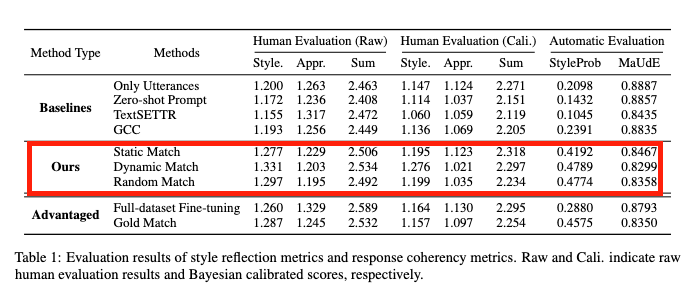 Method Type Methods Human Evaluation (Raw) Human Evaluation (Cali.) Automatic Evaluation
Style. Appr. Sum Style. Appr. Sum StyleProb MaUdE
Baselines
Only Utterances 1.200 1.263 2.463 1.147 1.124 2.271 0.2098 0.8887
Zero-shot Prompt 1.172 1.236 2.408 1.114 1.037 2.151 0.1432 0.8857
TextSETTR 1.155 1.317 2.472 1.060 1.059 2.119 0.1045 0.8435
GCC 1.193 1.256 2.449 1.136 1.069 2.205 0.2391 0.8835
Ours
Static Match 1.277 1.229 2.506 1.195 1.123 2.318 0.4192 0.8467
Dynamic Match 1.331 1.203 2.534 1.276 1.021 2.297 0.4789 0.8299
Random Match 1.297 1.195 2.492 1.199 1.035 2.234 0.4774 0.8358
Advantaged
Full-dataset Fine-tuning 1.260 1.329 2.589 1.164 1.130 2.295 0.2880 0.8793
Gold Match 1.287 1.245 2.532 1.157 1.097 2.254 0.4575 0.8350
Table 1: Evaluation results of style reflection metrics and response coherency metrics. Raw and Cali. indicate raw
human evaluation results and Bayesian calibrated scores, respectively.